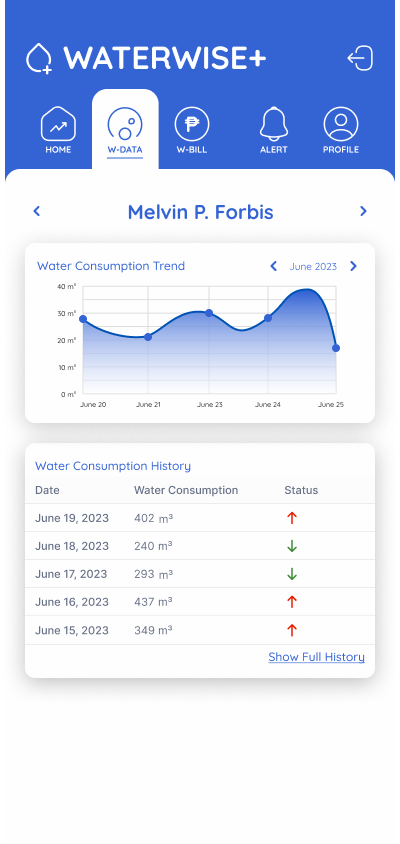 WATERWISE+
HOME W-DATA W-BILL ALERT PROFILE
Melvin P. Forbis
Water Consumption Trend June 2023
40 m³
30 m³
20 m³
10 m³
0 m³
June 20 June 21 June 23 June 24 June 25
Water Consumption History
Date Water Consumption Status
June 19, 2023 402 m³ ↑
June 18, 2023 240 m³ ↓
June 17, 2023 293 m³ ↓
June 16, 2023 437 m³ ↑
June 15, 2023 349 m³ ↑
Show Full History